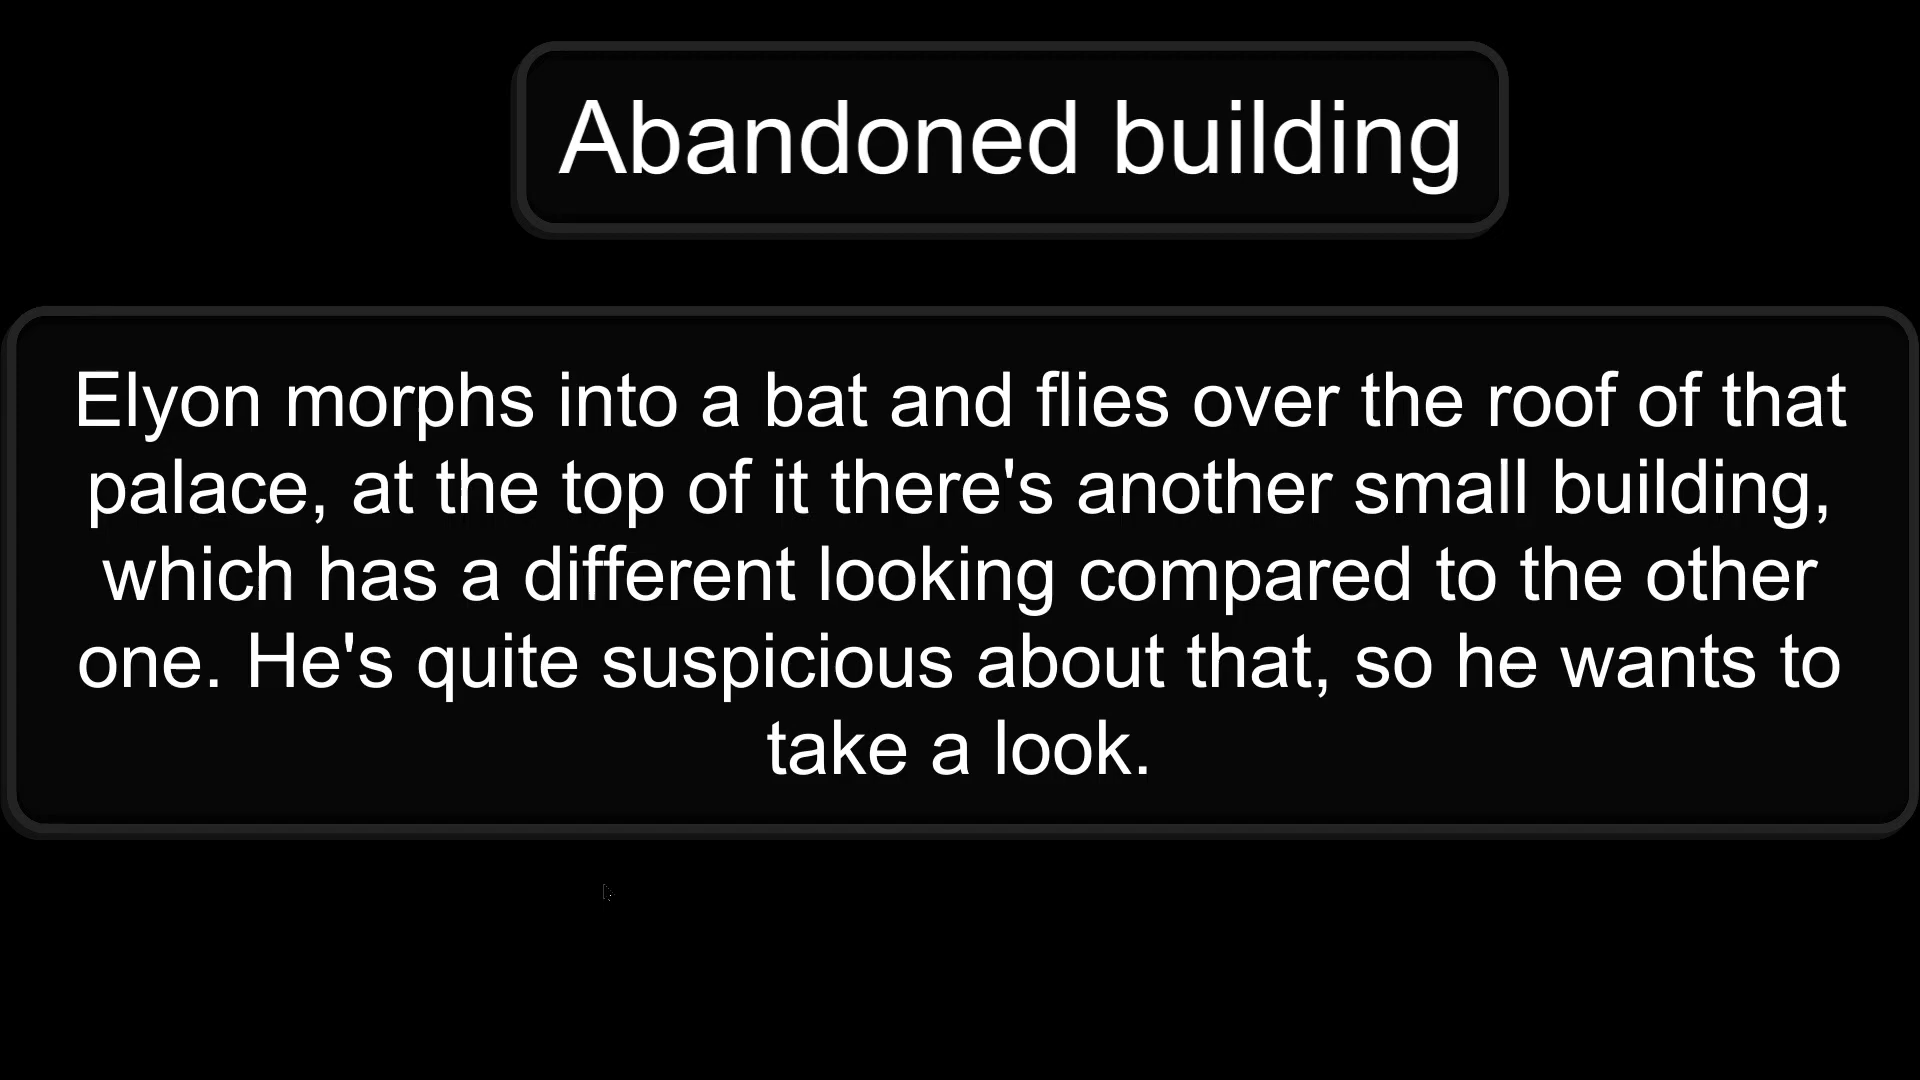 Abandoned building
Elyon morphs into a bat and flies over the roof of that
palace, at the top of it there's another small building,
which has a different looking compared to the other
one. He's quite suspicious about that, so he wants to
take a look.